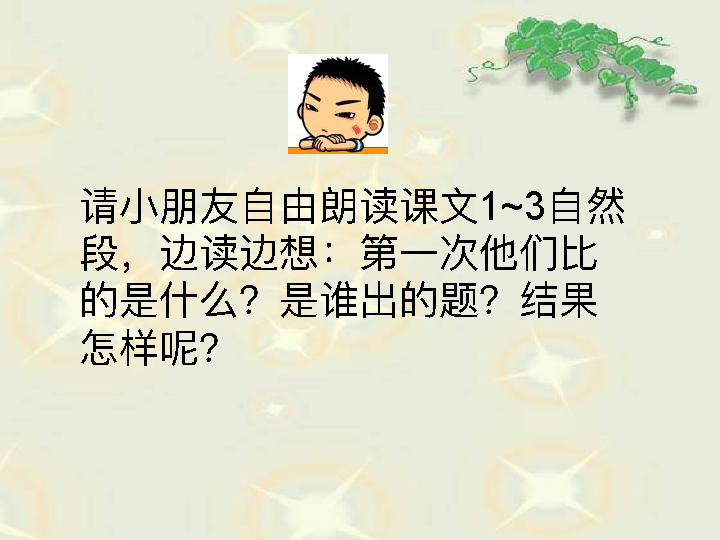 请小朋友自由朗读课文1~3自然
段，边读边想：第一次他们比
的是什么？是谁出的题？结果
怎样呢？